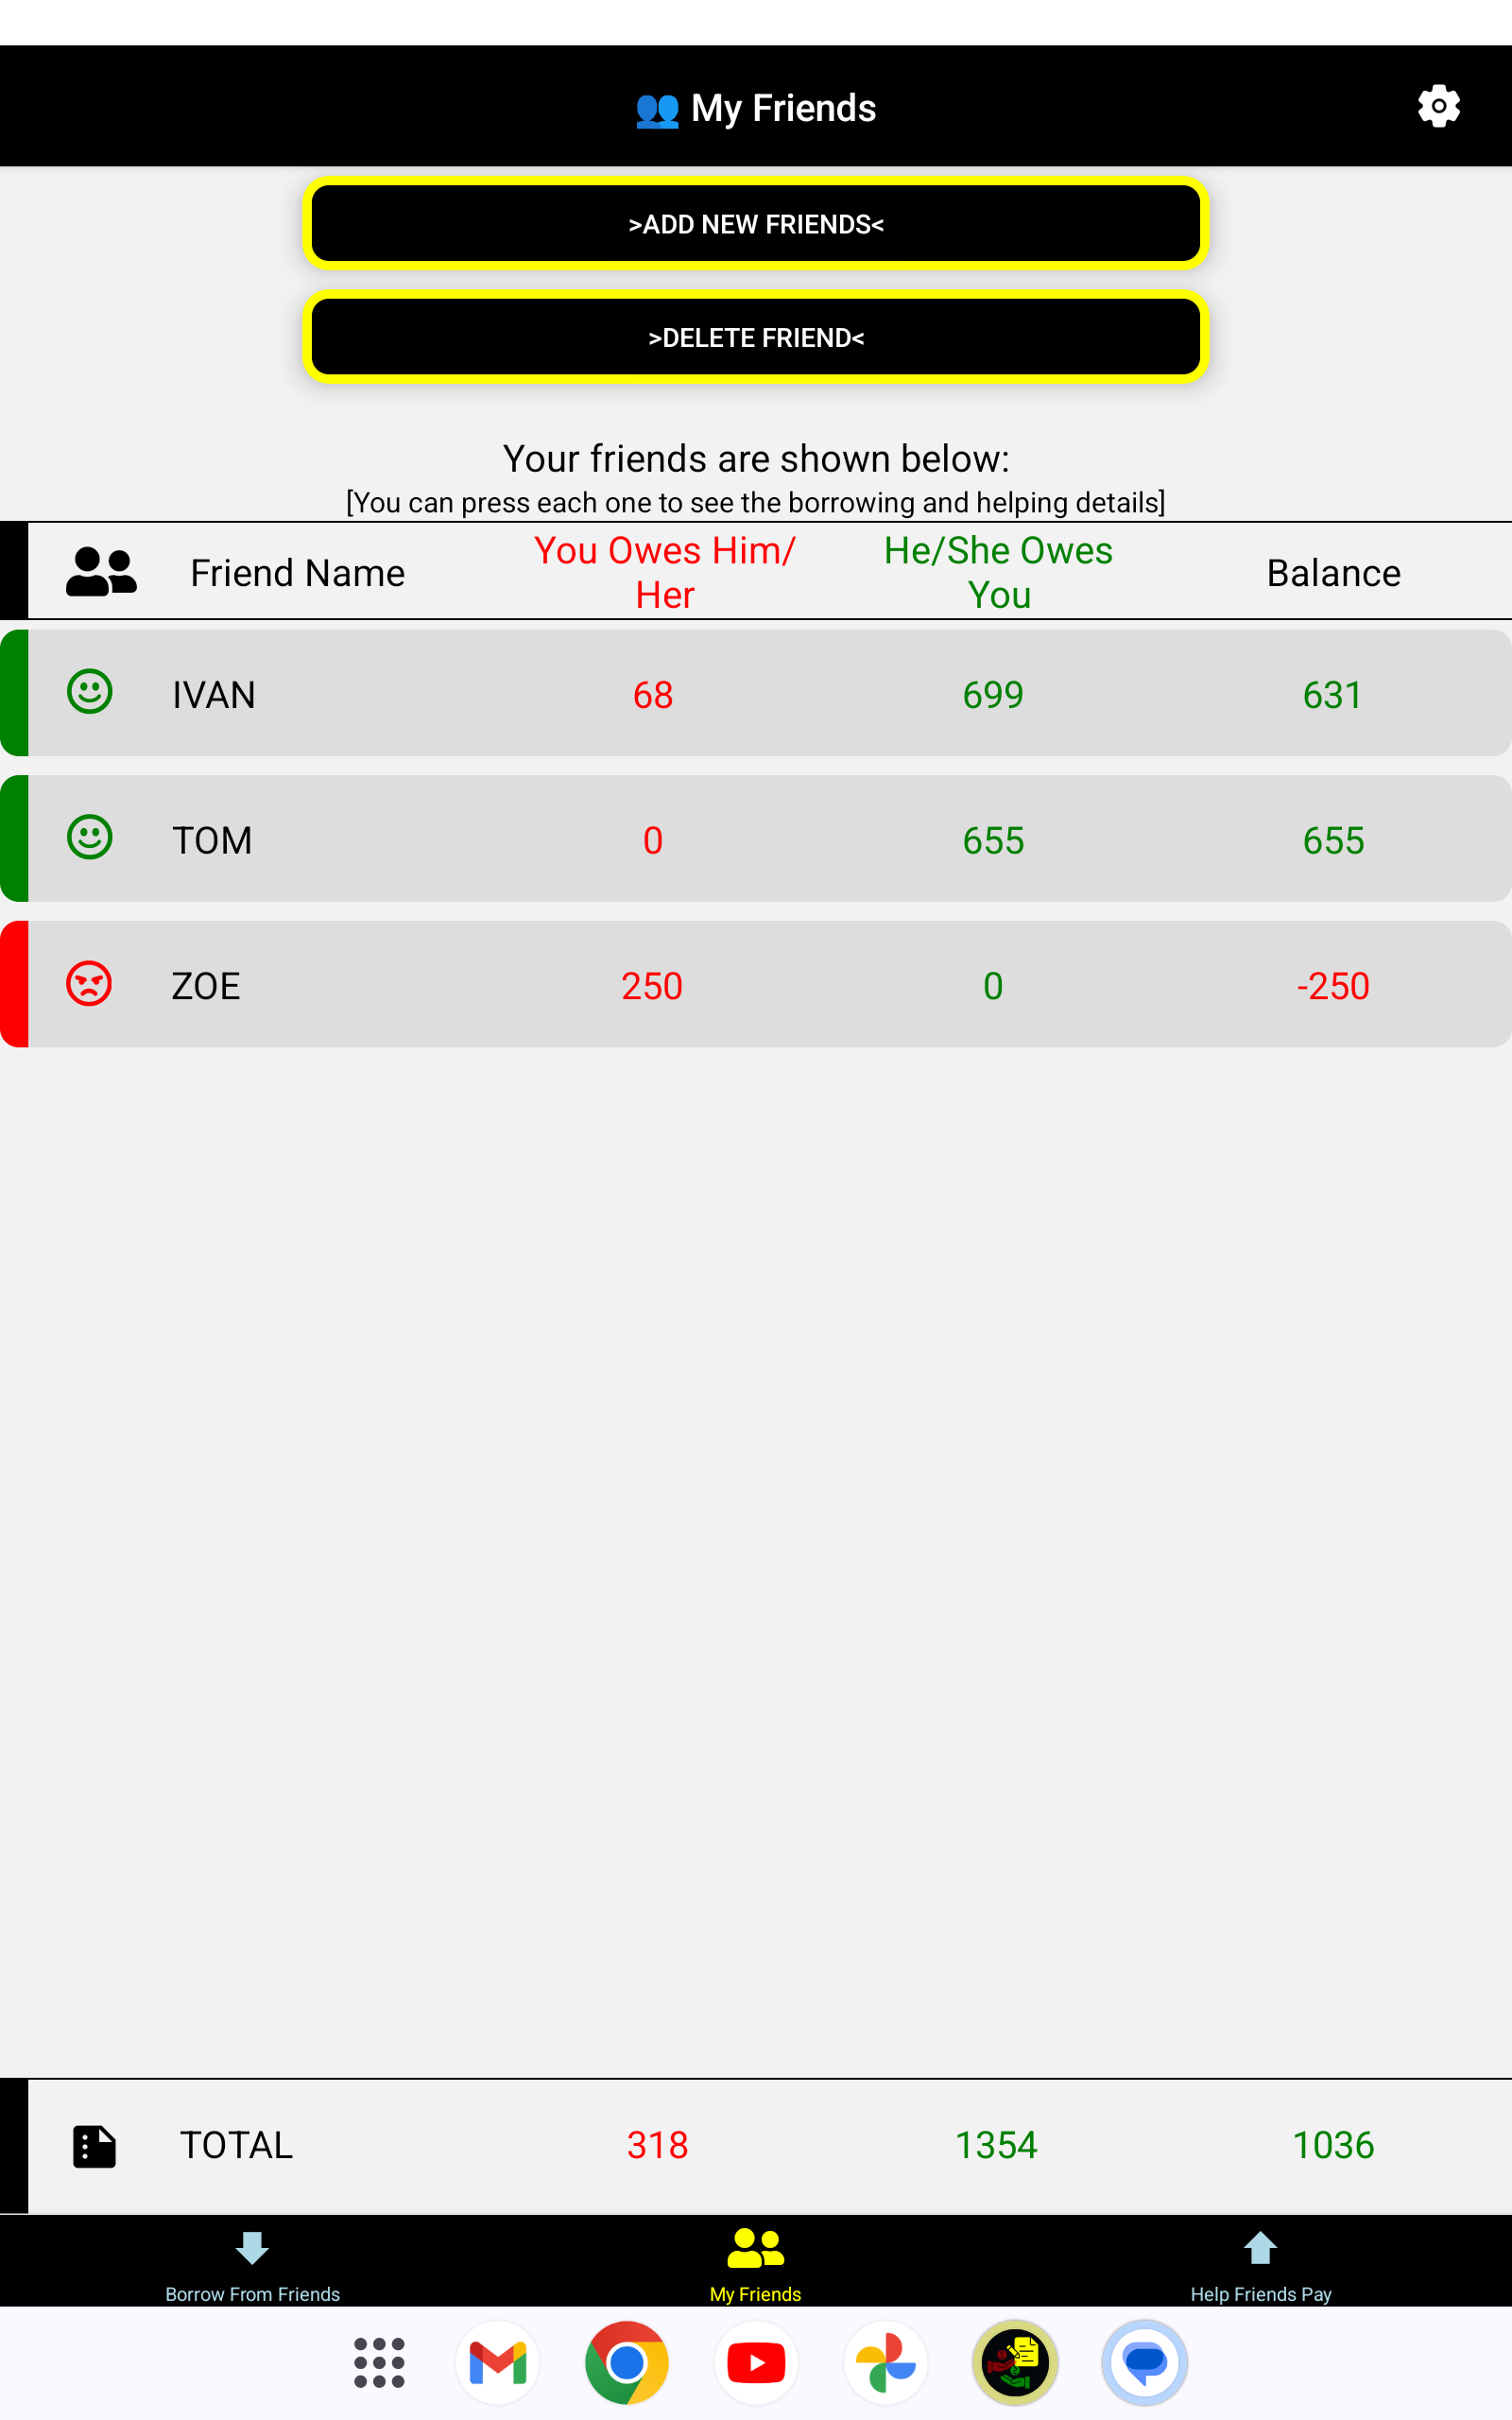 👥 My Friends
>ADD NEW FRIENDS<
>DELETE FRIEND<
Your friends are shown below:
[You can press each one to see the borrowing and helping details]
Friend Name
You Owes Him/
Her
He/She Owes
You
Balance
IVAN 68 699 631
TOM 0 655 655
ZOE 250 0 -250
TOTAL 318 1354 1036
Borrow From Friends
My Friends
Help Friends Pay